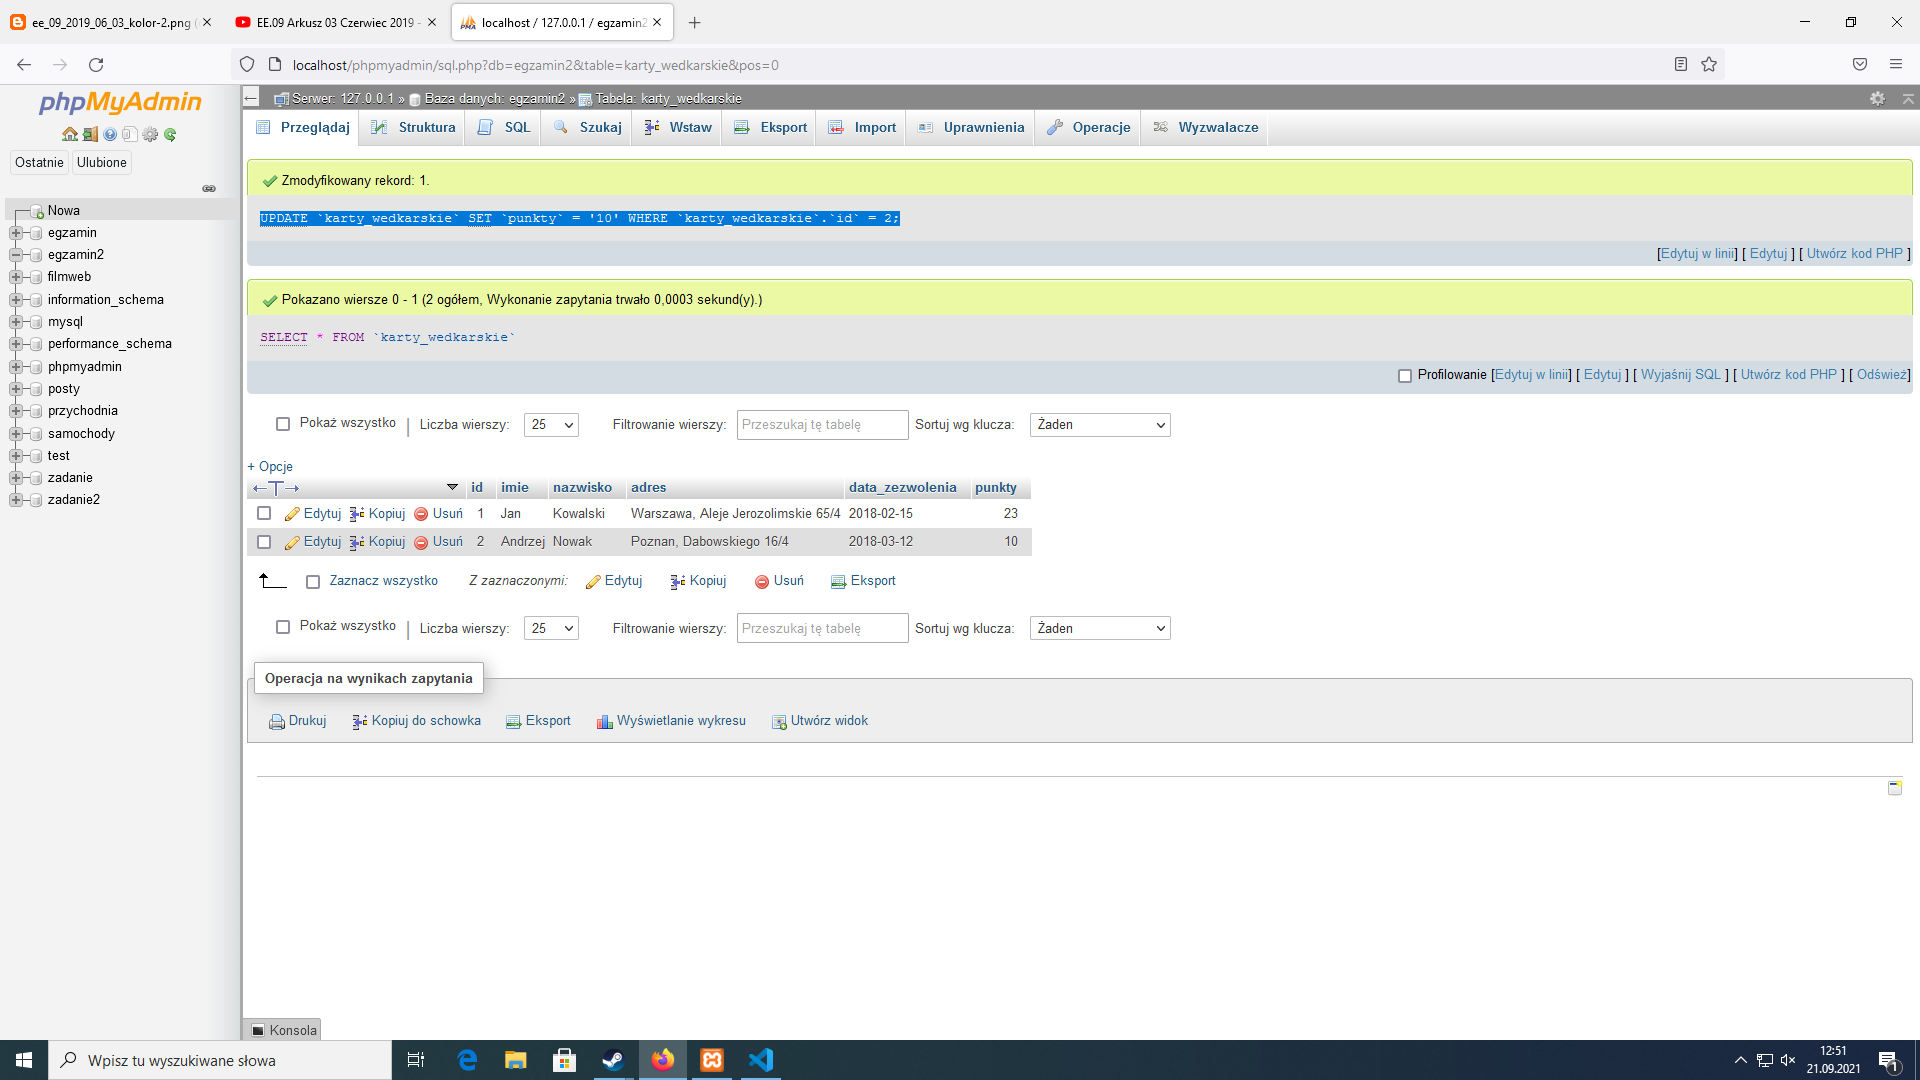 ee_09_2019_06_03_kolor-2.png (
EE.09 Arkusz 03 Czerwiec 2019 -
localhost / 127.0.0.1 / egzamin2
localhost/phpmyadmin/sql.php?db=egzamin2&table=karty_wedkarskie&pos=0
phpMyAdmin
Ostatnie Ulubione
Nowa
egzamin
egzamin2
filmweb
information_schema
mysql
performance_schema
phpmyadmin
posty
przychodnia
samochody
test
zadanie
zadanie2
Serwer: 127.0.0.1 » Baza danych: egzamin2 » Tabela: karty_wedkarskie
Przeglądaj Struktura SQL Szukaj Wstaw Eksport Import Uprawnienia Operacje Wyzwalacze
Zmodyfikowany rekord: 1.
UPDATE `karty_wedkarskie` SET `punkty` = '10' WHERE `karty_wedkarskie`.`id` = 2;
[Edytuj w linii] [ Edytuj ] [ Utwórz kod PHP ]
Pokazano wiersze 0 - 1 (2 ogółem, Wykonanie zapytania trwało 0,0003 sekund(y).)
SELECT * FROM `karty_wedkarskie`
Profilowanie [Edytuj w linii] [ Edytuj ] [ Wyjaśnij SQL ] [ Utwórz kod PHP ] [ Odśwież]
Pokaż wszystko | Liczba wierszy: 25 Filtrowanie wierszy: Przeszukaj tę tabelę Sortuj wg klucza: Żaden
+ Opcje
←T→ id imie nazwisko adres data_zezwolenia punkty
Edytuj Kopiuj Usuń 1 Jan Kowalski Warszawa, Aleje Jerozolimskie 65/4 2018-02-15 23
Edytuj Kopiuj Usuń 2 Andrzej Nowak Poznan, Dabowskiego 16/4 2018-03-12 10
Zaznacz wszystko Z zaznaczonymi: Edytuj Kopiuj Usuń Eksport
Pokaż wszystko | Liczba wierszy: 25 Filtrowanie wierszy: Przeszukaj tę tabelę Sortuj wg klucza: Żaden
Operacja na wynikach zapytania
Drukuj Kopiuj do schowka Eksport Wyświetlanie wykresu Utwórz widok
Konsola
Wpisz tu wyszukiwane słowa
12:51
21.09.2021
1